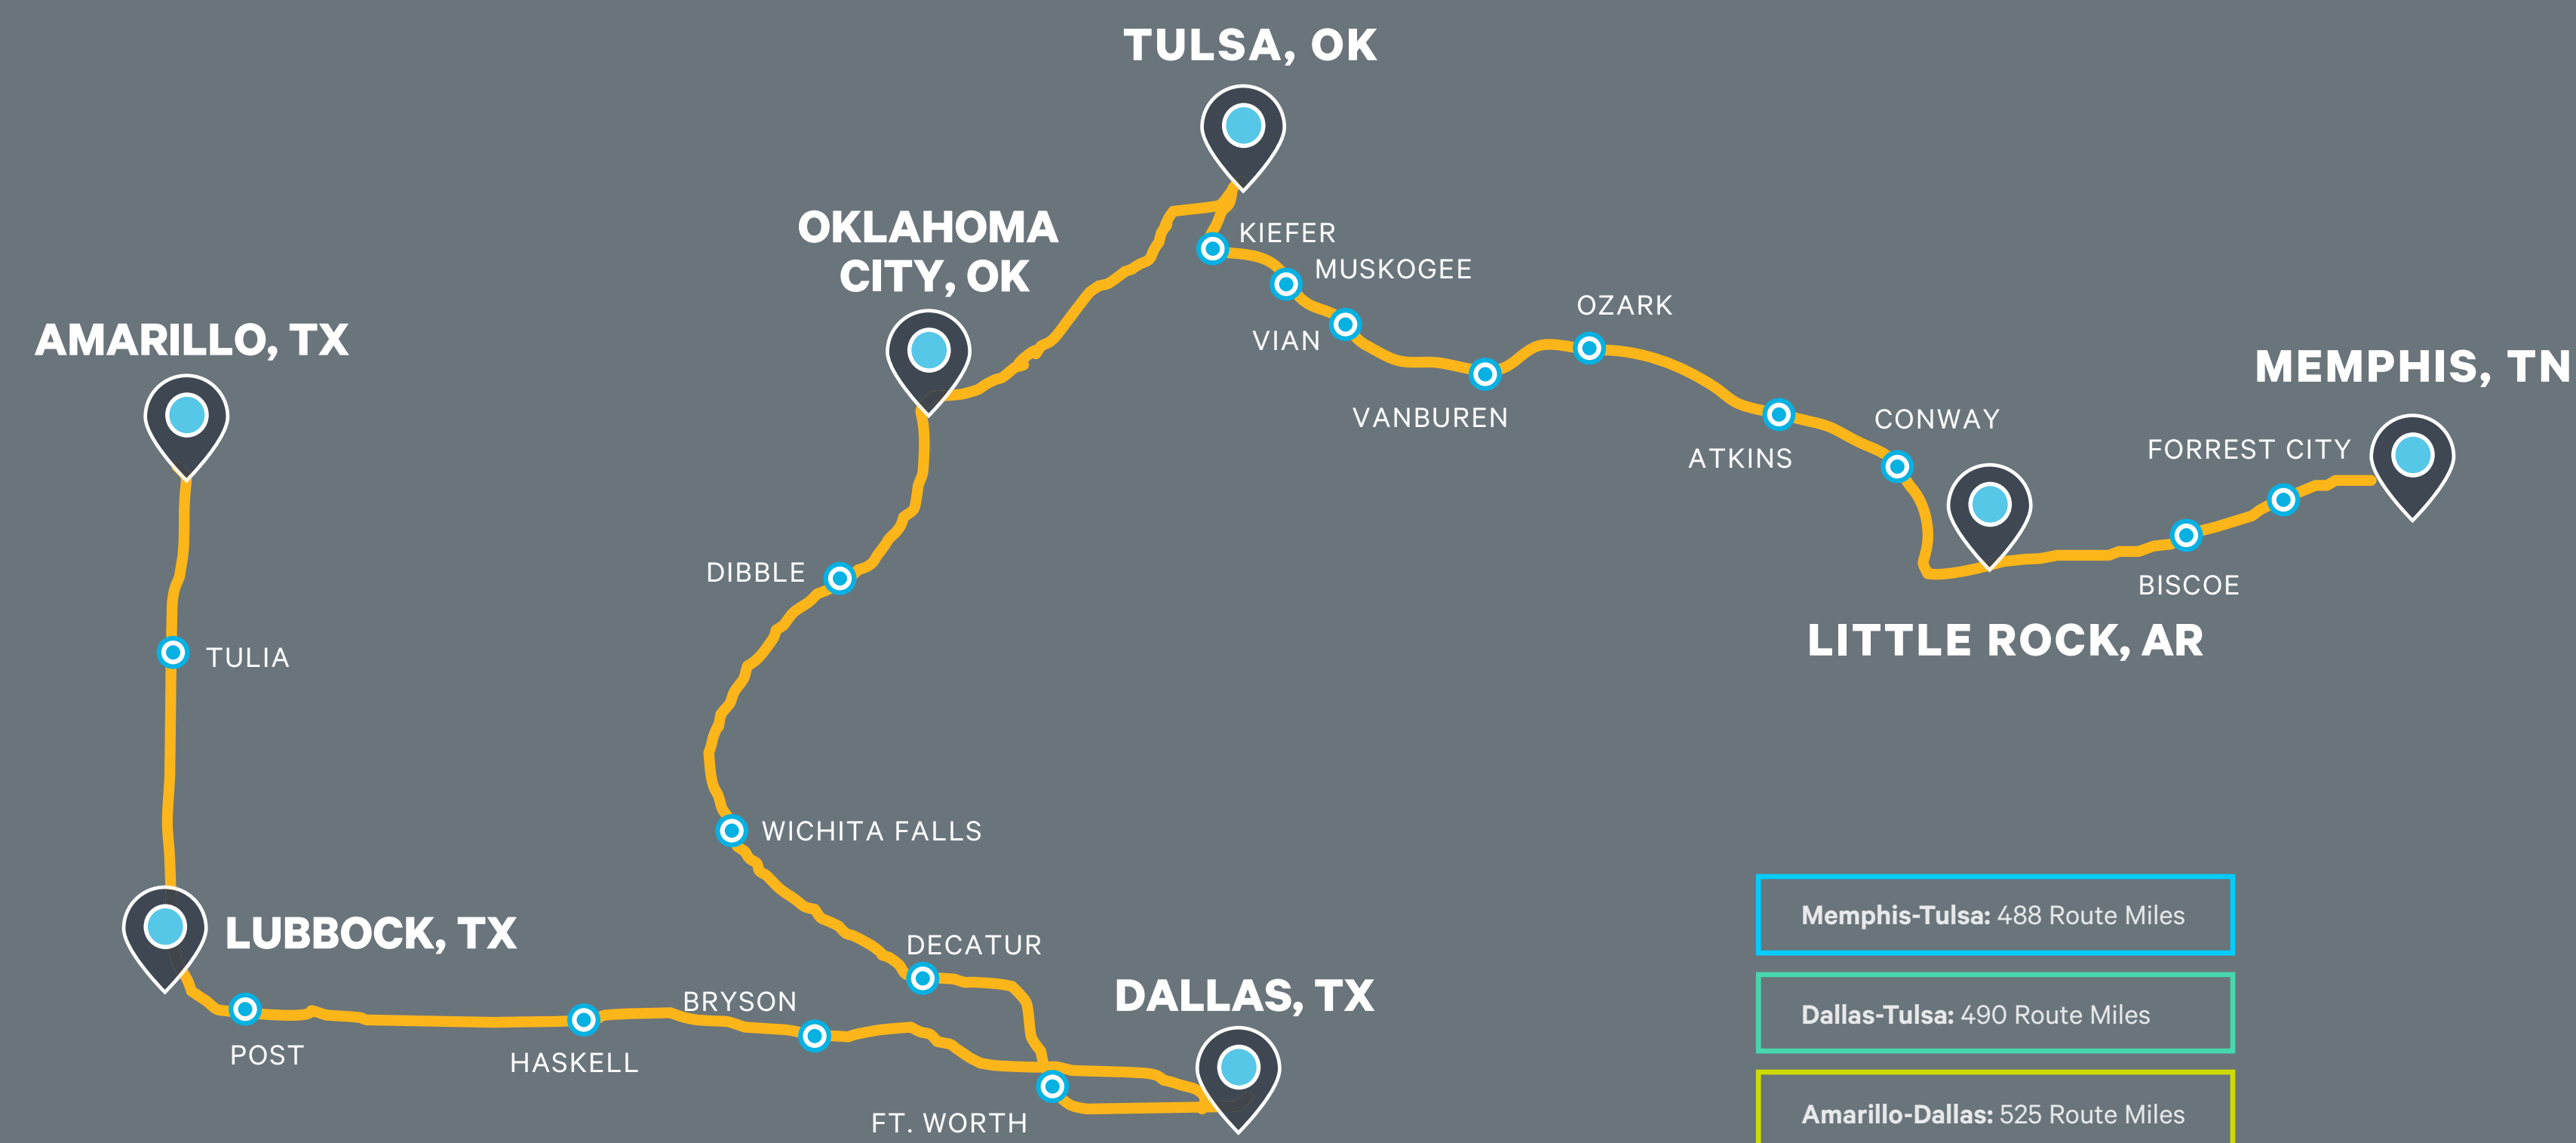 TULSA, OK
OKLAHOMA
CITY, OK
KIEFER
MUSKOGEE
VIAN
OZARK
VANBUREN
AMARILLO, TX
MEMPHIS, TN
CONWAY
FORREST CITY
ATKINS
BISCOE
LITTLE ROCK, AR
DIBBLE
TULIA
WICHITA FALLS
LUBBOCK, TX
DECATUR
BRYSON
DALLAS, TX
POST
HASKELL
FT. WORTH
Memphis-Tulsa: 488 Route Miles
Dallas-Tulsa: 490 Route Miles
Amarillo-Dallas: 525 Route Miles